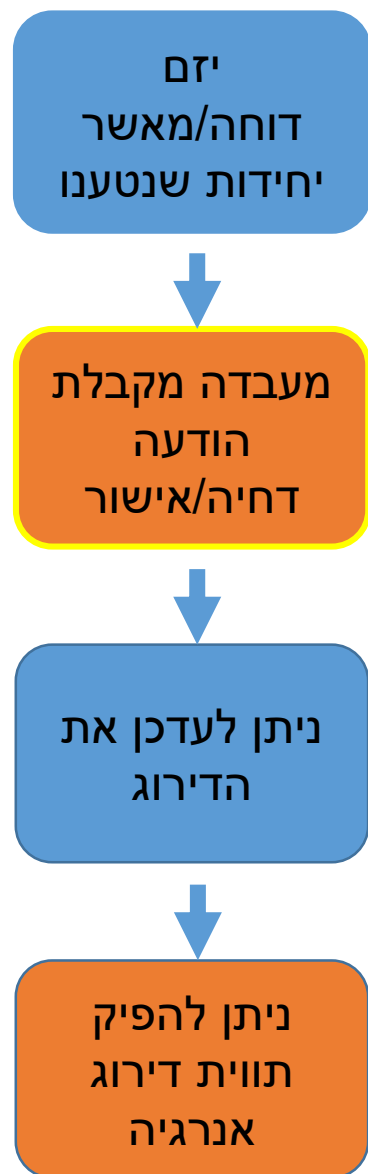 יזם
דוחה/מאשר
יחידות שנטענו
מעבדה מקבלת
הודעה
דחיה/אישור
ניתן לעדכן את
הדירוג
ניתן להפיק
תווית דירוג
אנרגיה